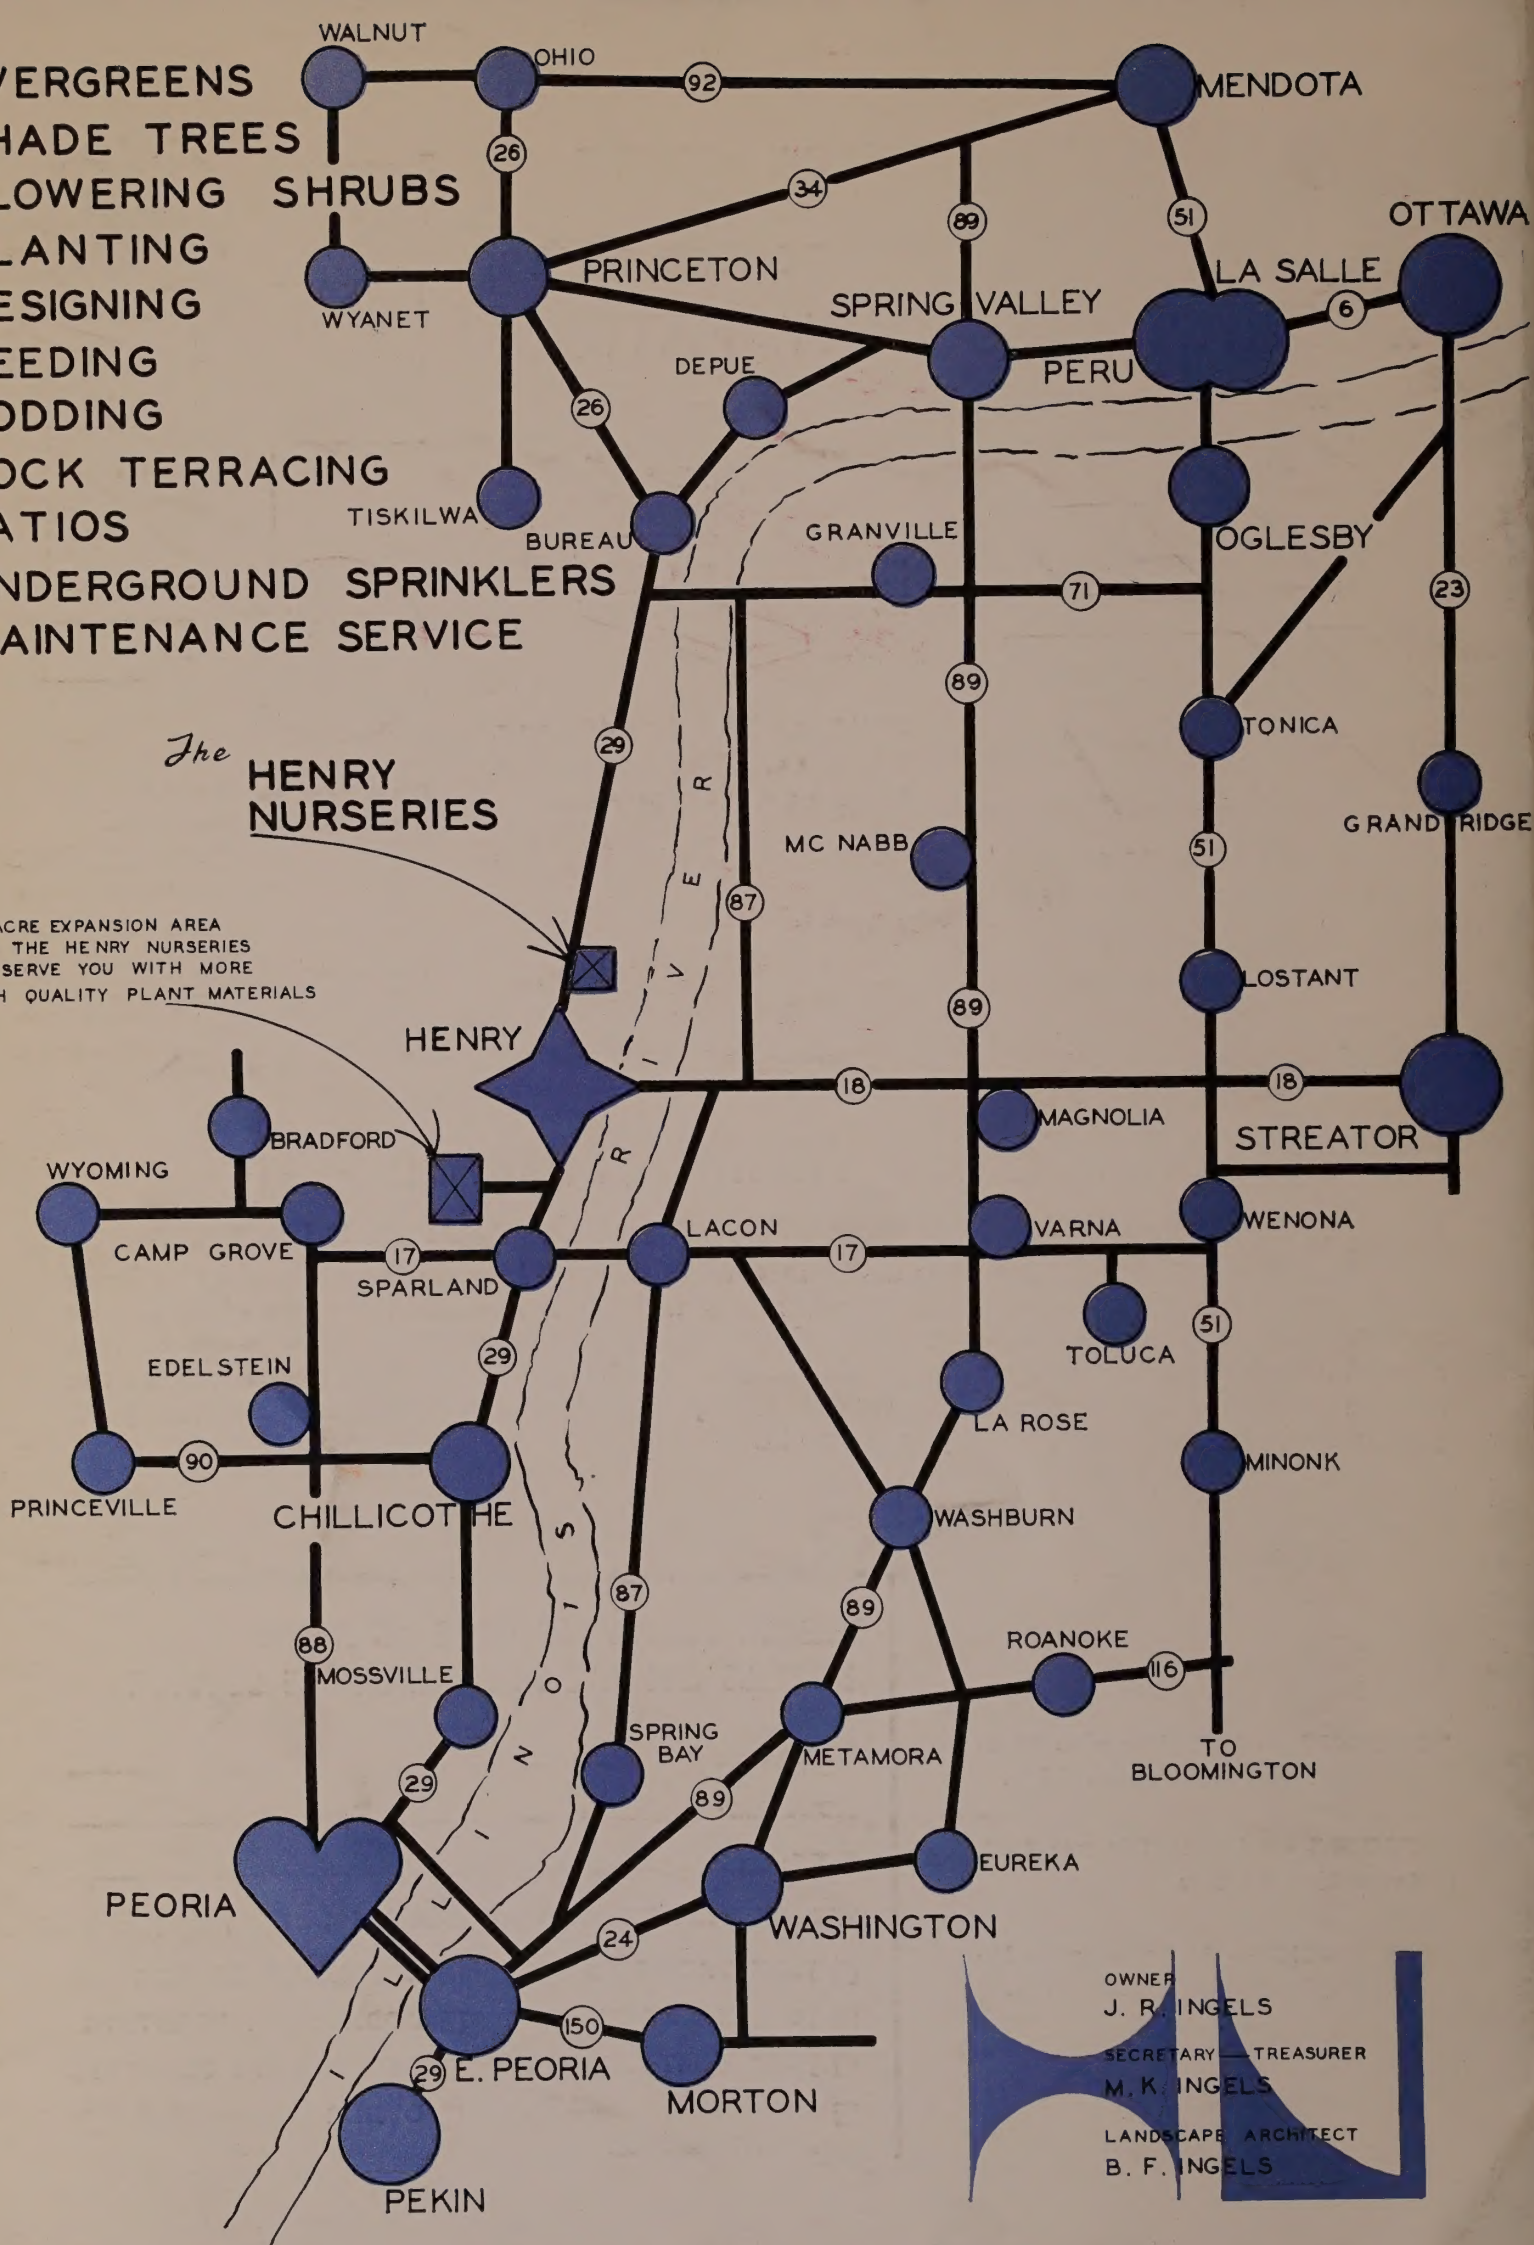 WALNUT
OHIO
92
MENDOTA
VERGREENS
HADE TREES
26
LOWERING SHRUBS
34
89
51
OTTAWA
LANTING
PRINCETON
LA SALLE
ESIGNING
WYANET
SPRING VALLEY
6
EEDING
DEPUE
PERU
ODDING
26
OCK TERRACING
TISKILWA
BUREAU
ATIOS
GRANVILLE
OGLESBY
NDERGROUND SPRINKLERS
71
23
AINTENANCE SERVICE
89
TONICA
The
HENRY
NURSERIES
29
GRAND RIDGE
MC NABB
51
87
ACRE EXPANSION AREA
THE HENRY NURSERIES
SERVE YOU WITH MORE
H QUALITY PLANT MATERIALS
LOSTANT
89
HENRY
18
18
MAGNOLIA
STREATOR
BRADFORD
WYOMING
CAMP GROVE
17
SPARLAND
LACON
17
VARNA
WENONA
EDELSTEIN
29
TOLUCA
51
LA ROSE
90
PRINCEVILLE
CHILLICOTHE
MINONK
WASHBURN
87
89
88
MOSSVILLE
ROANOKE
116
SPRING
BAY
METAMORA
TO
BLOOMINGTON
29
89
EUREKA
PEORIA
24
WASHINGTON
150
29
E. PEORIA
MORTON
PEKIN
ILLINOIS RIVER
OWNER
J. R. INGELS
SECRETARY—TREASURER
M. K. INGELS
LANDSCAPE ARCHITECT
B. F. INGELS